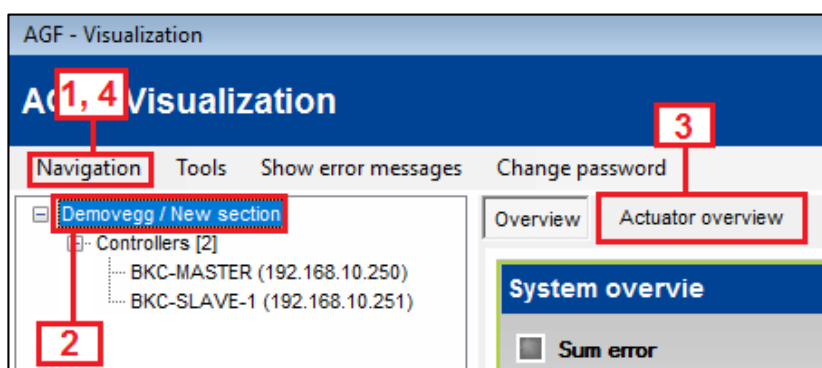 AGF - Visualization
A Visualization
1, 4
3
Navigation Tools Show error messages Change password
Demovegg / New section
Overview Actuator overview
Controllers [2]
BKC-MASTER (192.168.10.250)
System overvie
BKC-SLAVE-1 (192.168.10.251)
2
Sum error